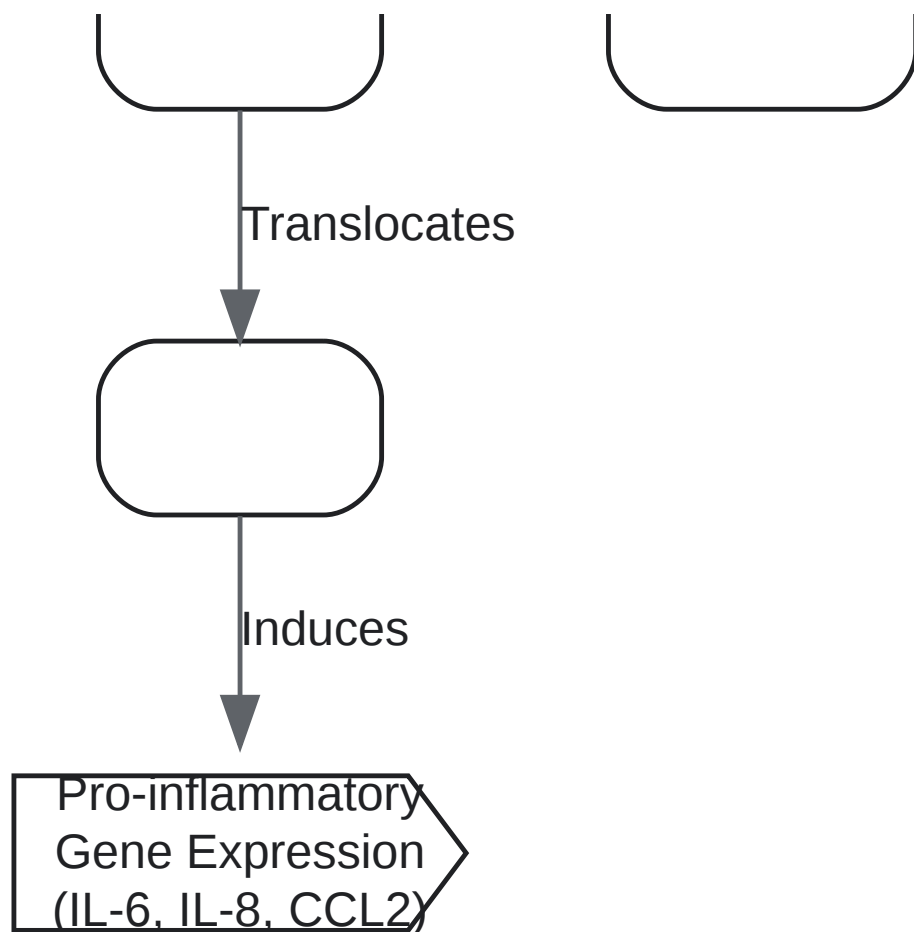 Translocates
Induces
Pro-inflammatory
Gene Expression
(IL-6, IL-8, CCL2)